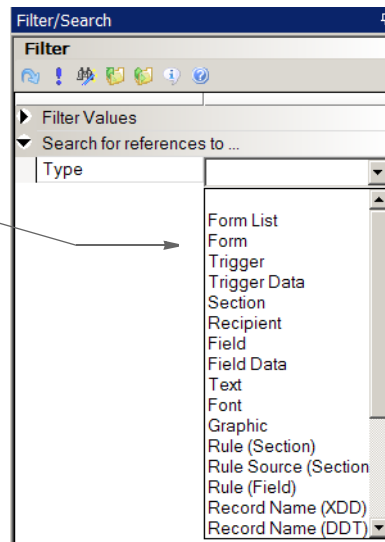 Filter/Search
Filter
Filter Values
Search for references to ...
Type
Form List
Form
Trigger
Trigger Data
Section
Recipient
Field
Field Data
Text
Font
Graphic
Rule (Section)
Rule Source (Section
Rule (Field)
Record Name (XDD)
Record Name (DDT)